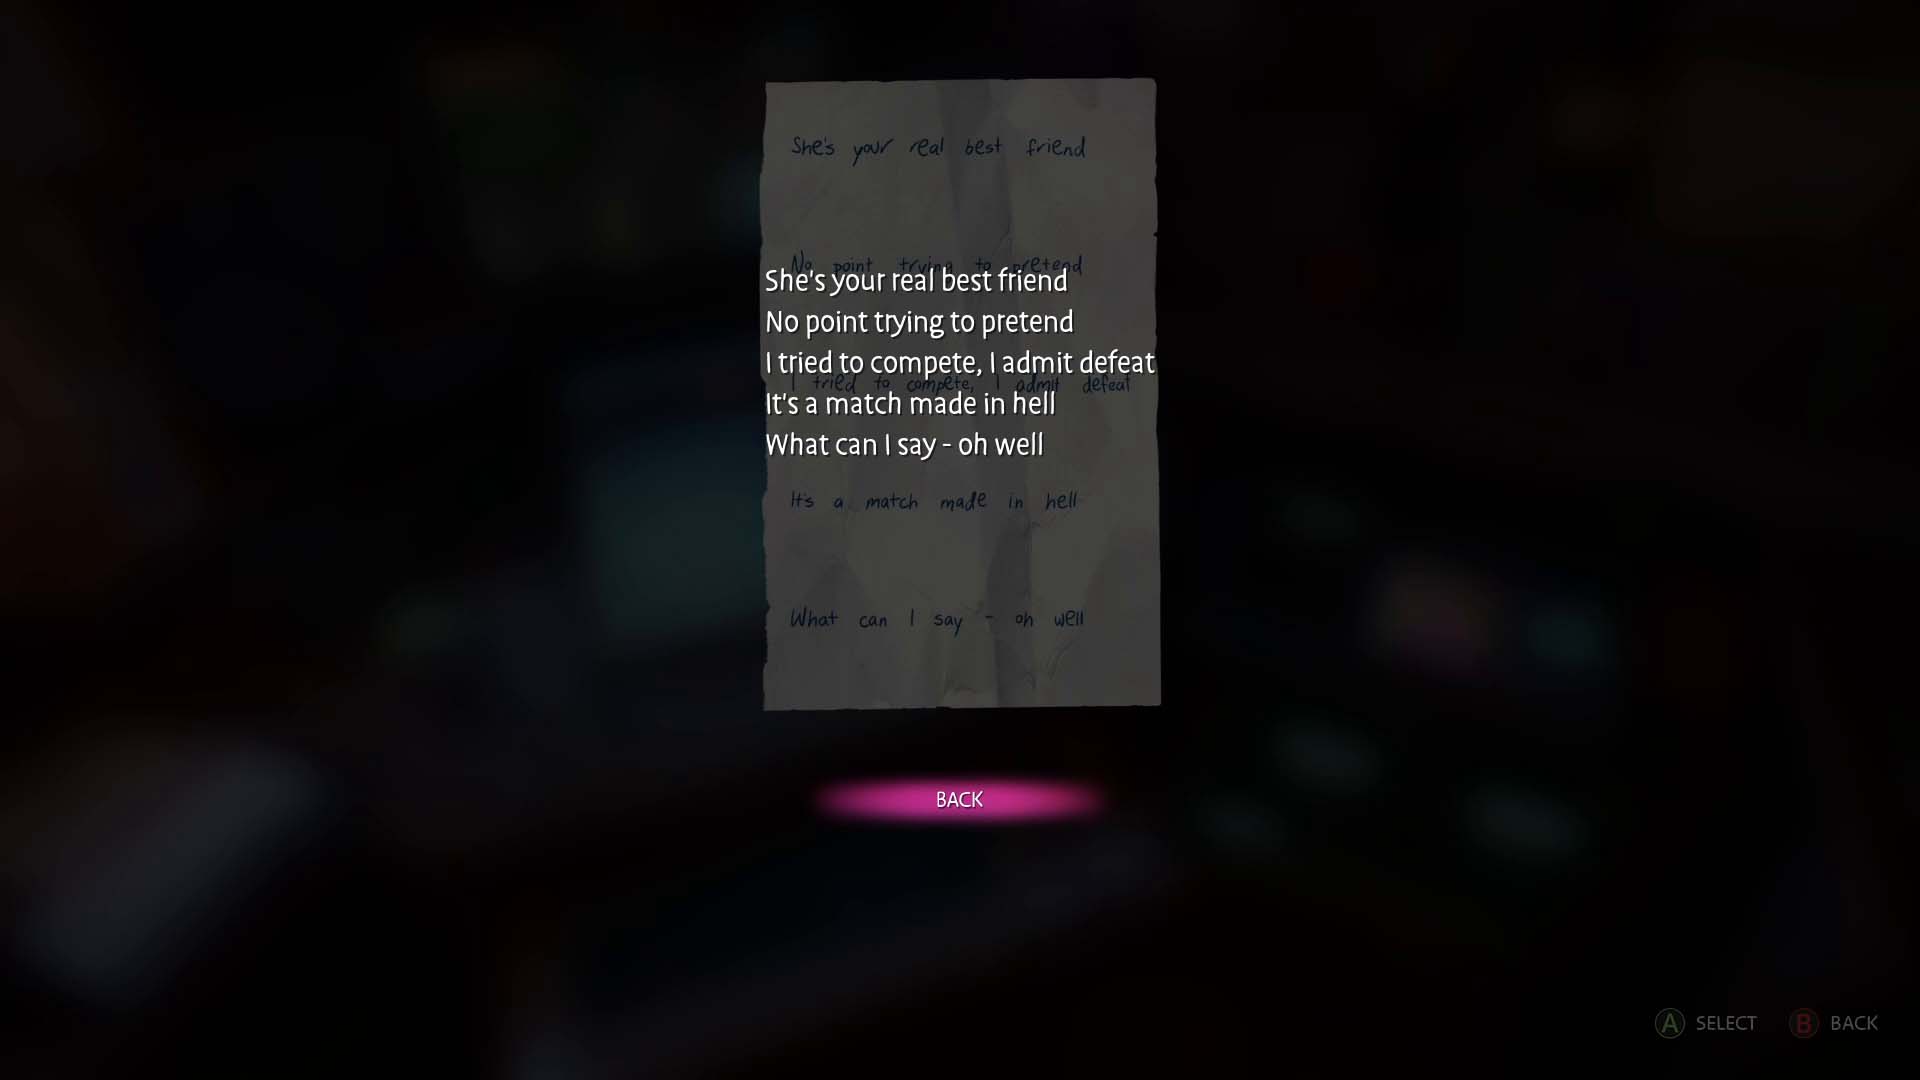 She's your real best friend
No point trying to pretend
I tried to compete, I admit defeat
It's a match made in hell
What can I say - oh well
She's your real best friend
No point trying to pretend
I tried to compete, I admit defeat
It's a match made in hell
What can I say - oh well
BACK
A SELECT B BACK